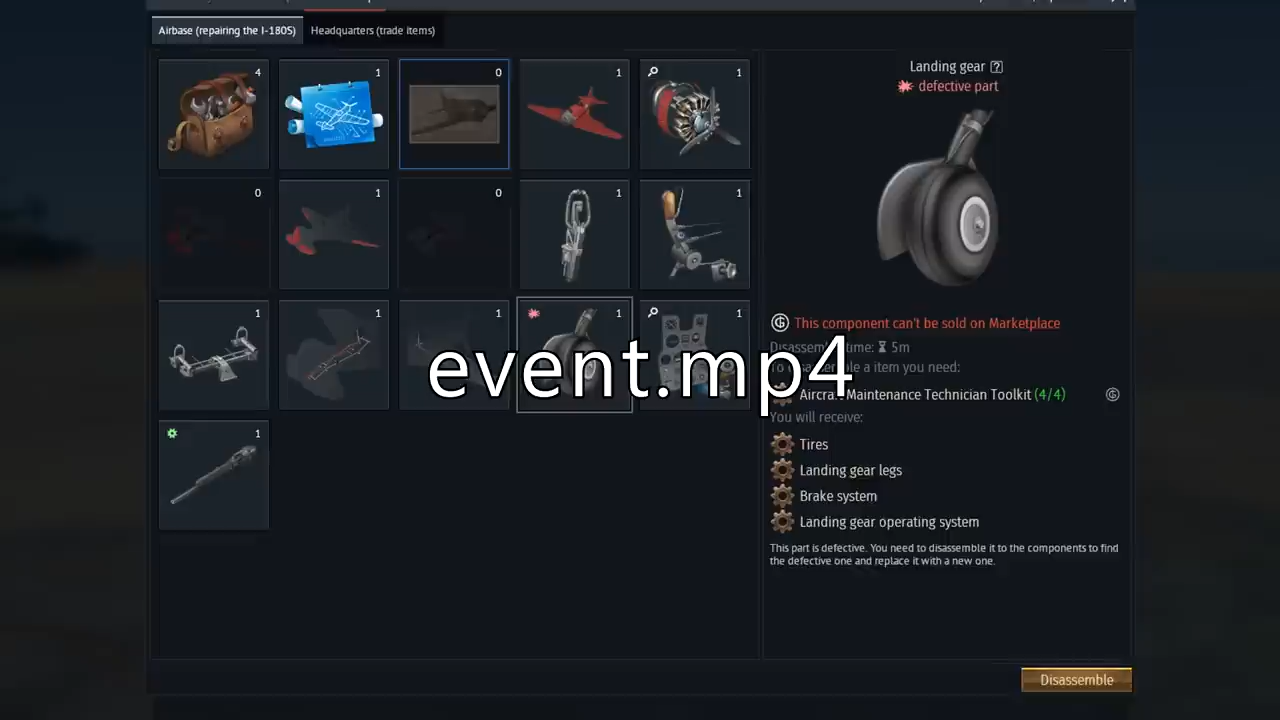 Airbase (repairing the I-180S) Headquarters (trade items)
4 1 0 1 1
Landing gear [?]
defective part
0 1 0 1 1
1 1 1 1 1
This component can't be sold on Marketplace
Disassembly time: 5m
event.mp4
Aircraft Maintenance Technician Toolkit (4/4)
You will receive:
1
Tires
Landing gear legs
Brake system
Landing gear operating system
This part is defective. You need to disassemble it to the components to find
the defective one and replace it with a new one.
Disassemble